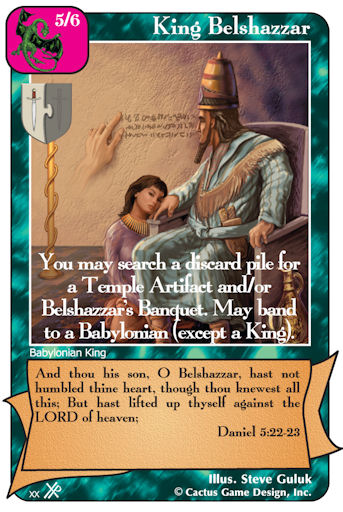 5/6
King Belshazzar
You may search a discard pile for
a Temple Artifact and/or
Belshazzar's Banquet. May band
to a Babylonian (except a King).
Babylonian King
And thou his son, O Belshazzar, hast not
humbled thine heart, though thou knewest all
this; But hast lifted up thyself against the
LORD of heaven;
Daniel 5:22-23
Illus. Steve Guluk
XX
© Cactus Game Design, Inc.